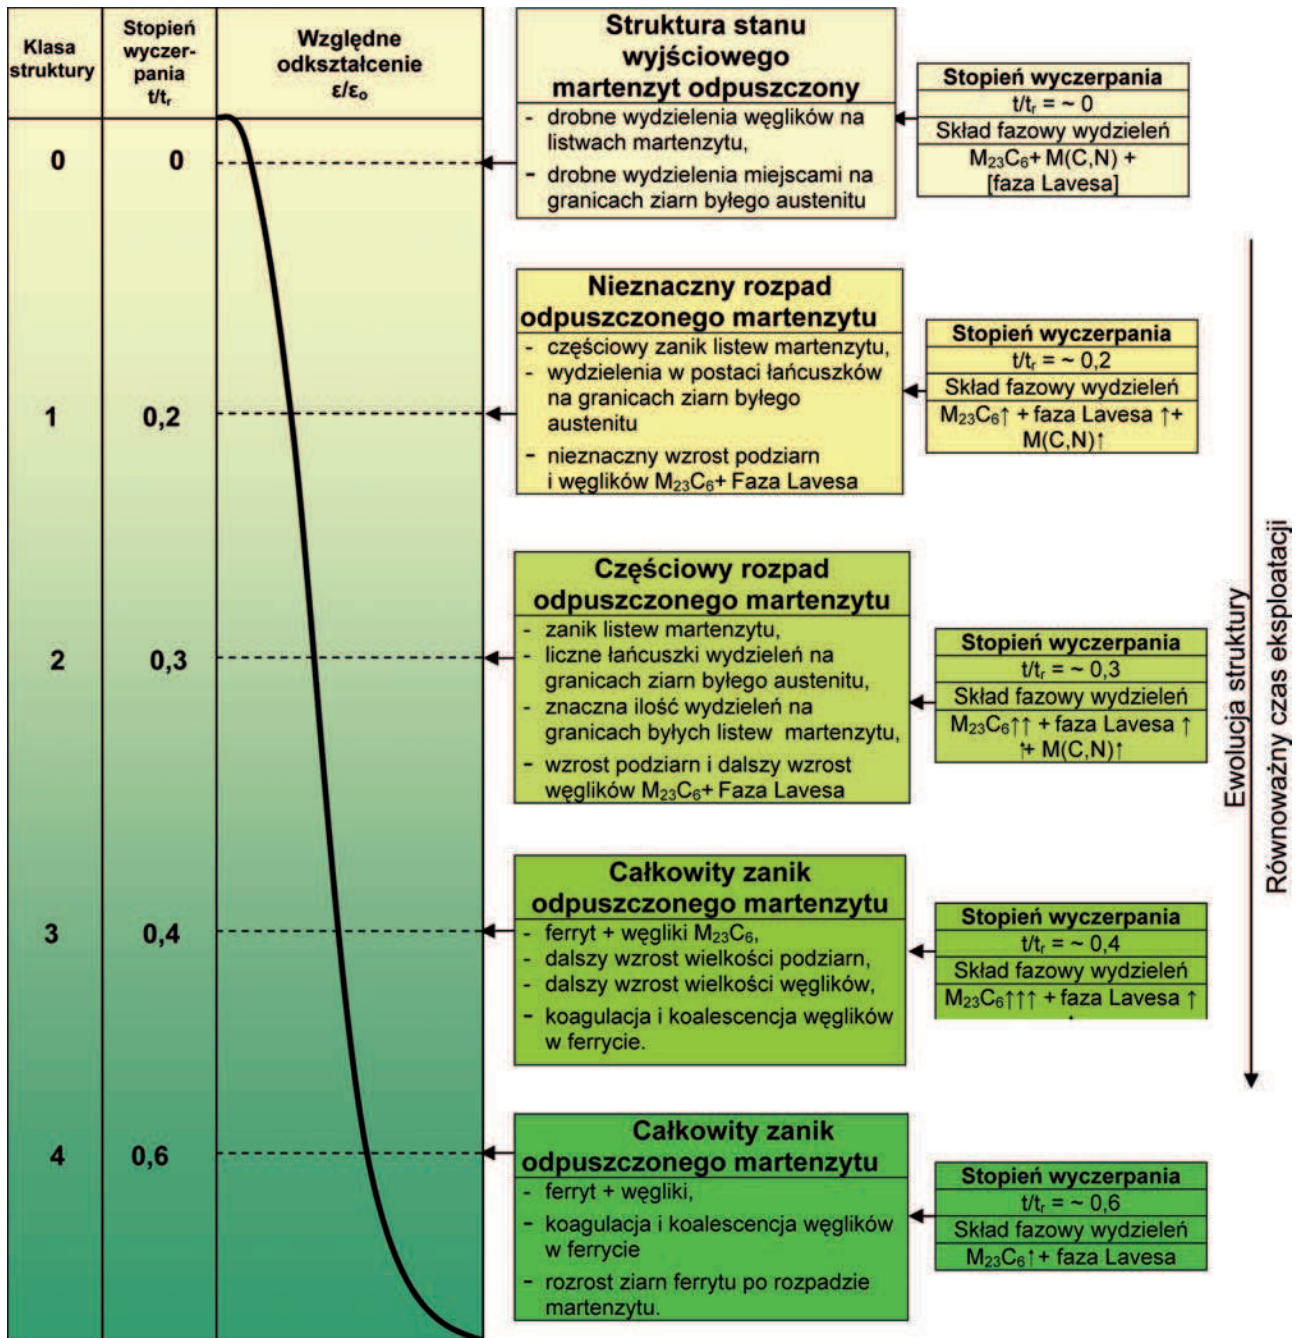 Klasa
struktury
Stopień
wyczer-
pania
t/tᵣ
Względne
odkształcenie
ε/εₒ
0
0
1
0,2
2
0,3
3
0,4
4
0,6
Struktura stanu
wyjściowego
martenzyt odpuszczony
- drobne wydzielenia węglików na
listwach martenzytu,
- drobne wydzielenia miejscami na
granicach ziarn byłego austenitu
Stopień wyczerpania
t/tᵣ = ~ 0
Skład fazowy wydzieleń
M₂₃C₆+ M(C,N) +
[faza Lavesa]
Nieznaczny rozpad
odpuszczonego martenzytu
- częściowy zanik listew martenzytu,
- wydzielenia w postaci łańcuszków
na granicach ziarn byłego
austenitu
- nieznaczny wzrost podziarn
i węglików M₂₃C₆+ Faza Lavesa
Stopień wyczerpania
t/tᵣ = ~ 0,2
Skład fazowy wydzieleń
M₂₃C₆↑ + faza Lavesa ↑+
M(C,N)↑
Częściowy rozpad
odpuszczonego martenzytu
- zanik listew martenzytu,
- liczne łańcuszki wydzieleń na
granicach ziarn byłego austenitu,
- znaczna ilość wydzieleń na
granicach byłych listew martenzytu,
- wzrost podziarn i dalszy wzrost
węglików M₂₃C₆+ Faza Lavesa
Stopień wyczerpania
t/tᵣ = ~ 0,3
Skład fazowy wydzieleń
M₂₃C₆↑↑ + faza Lavesa ↑
↑+ M(C,N)↑
Całkowity zanik
odpuszczonego martenzytu
- ferryt + węgliki M₂₃C₆,
- dalszy wzrost wielkości podziarn,
- dalszy wzrost wielkości węglików,
- koagulacja i koalescencja węglików
w ferrycie.
Stopień wyczerpania
t/tᵣ = ~ 0,4
Skład fazowy wydzieleń
M₂₃C₆↑↑↑ + faza Lavesa ↑
Całkowity zanik
odpuszczonego martenzytu
- ferryt + węgliki,
- koagulacja i koalescencja węglików
w ferrycie
- rozrost ziarn ferrytu po rozpadzie
martenzytu.
Stopień wyczerpania
t/tᵣ = ~ 0,6
Skład fazowy wydzieleń
M₂₃C₆↑+ faza Lavesa
Ewolucja struktury
Równoważny czas eksploatacji